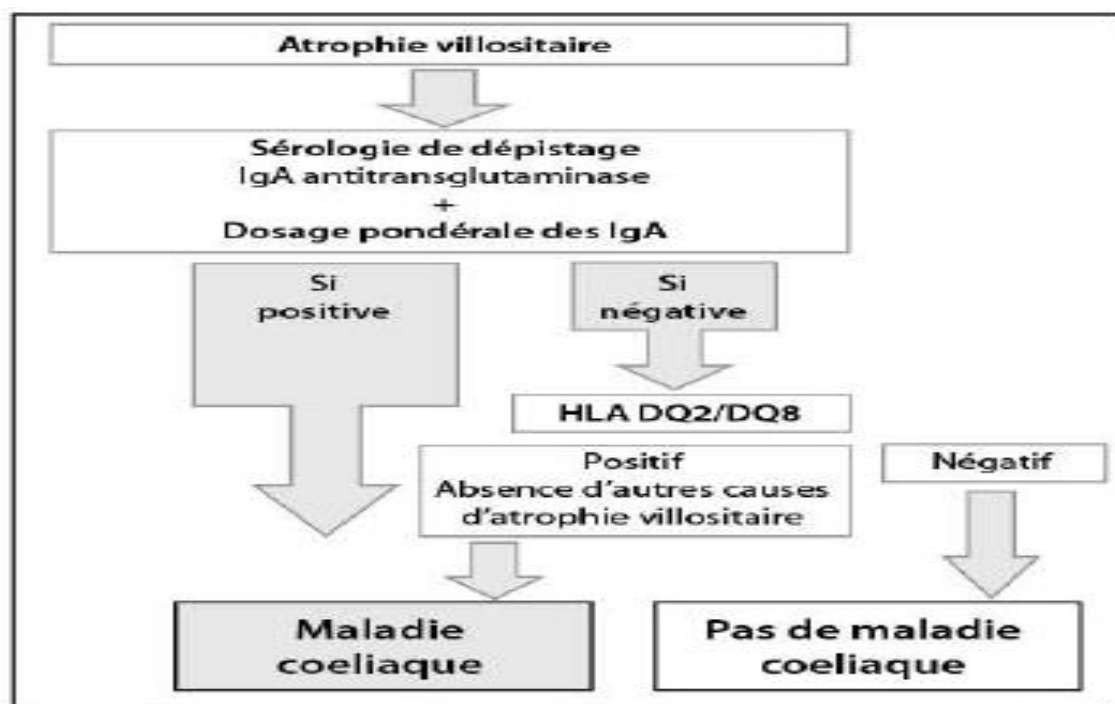 Atrophie villositaire
Sérologie de dépistage
IgA antitransglutaminase
+
Dosage pondérale des IgA
Si
positive
Si
négative
HLA DQ2/DQ8
Positif
Absence d'autres causes
d'atrophie villositaire
Négatif
Maladie
coeliaque
Pas de maladie
coeliaque